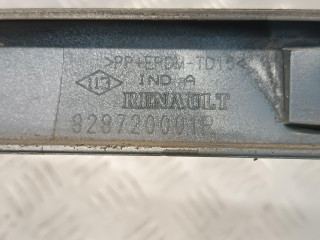 >PP+EPDM-TD15<
IND A
RENAULT
828720001R